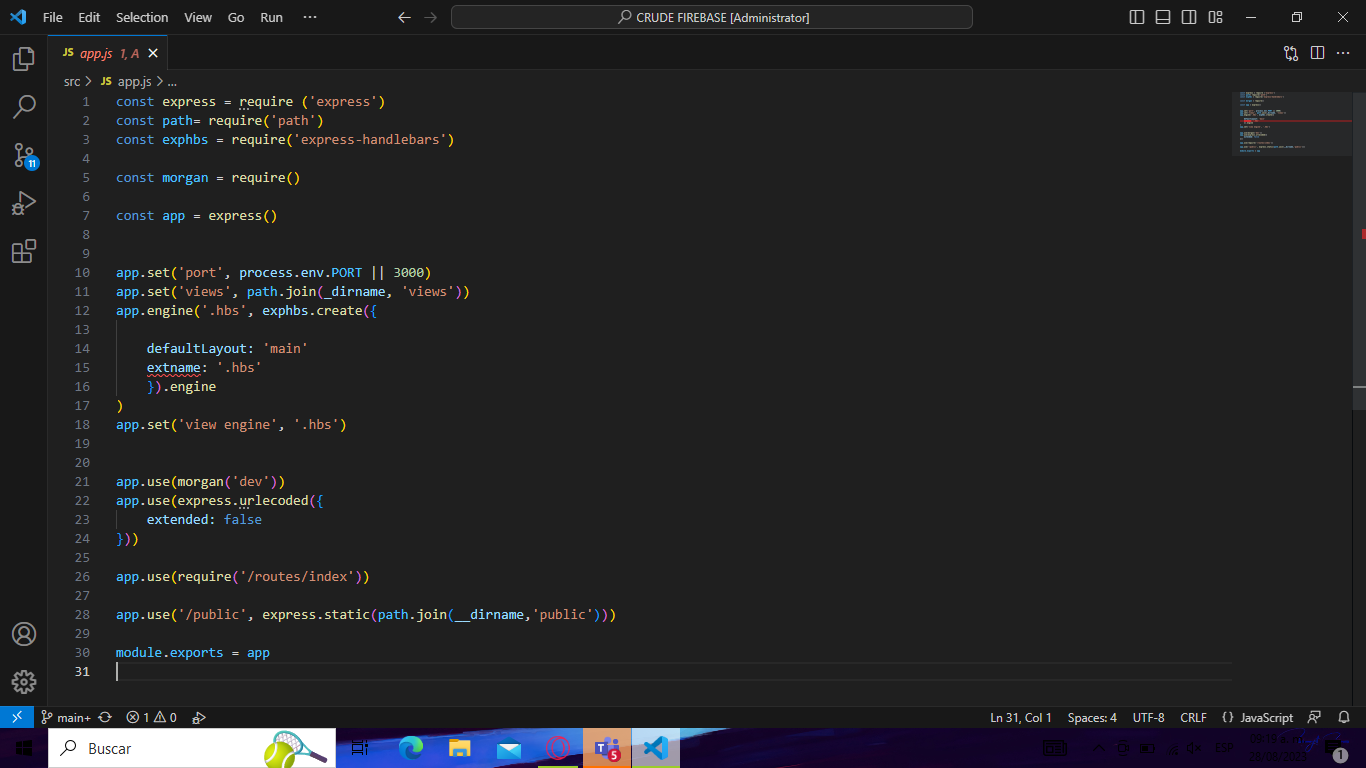 File Edit Selection View Go Run ··· CRUDE FIREBASE [Administrator]
JS app.js 1, A
src > JS app.js > ...
1 const express = require ('express')
2 const path= require('path')
3 const exphbs = require('express-handlebars')
4
5 const morgan = require()
6
7 const app = express()
8
9
10 app.set('port', process.env.PORT || 3000)
11 app.set('views', path.join(_dirname, 'views'))
12 app.engine('.hbs', exphbs.create({
13
14 defaultLayout: 'main'
15 extname: '.hbs'
16 }).engine
17 )
18 app.set('view engine', '.hbs')
19
20
21 app.use(morgan('dev'))
22 app.use(express.urlecoded({
23 extended: false
24 }))
25
26 app.use(require('/routes/index'))
27
28 app.use('/public', express.static(path.join(__dirname,'public')))
29
30 module.exports = app
31
11
main+ 1 0 Ln 31, Col 1 Spaces: 4 UTF-8 CRLF {} JavaScript
Buscar 5 ESP 09:19 a. m. 1